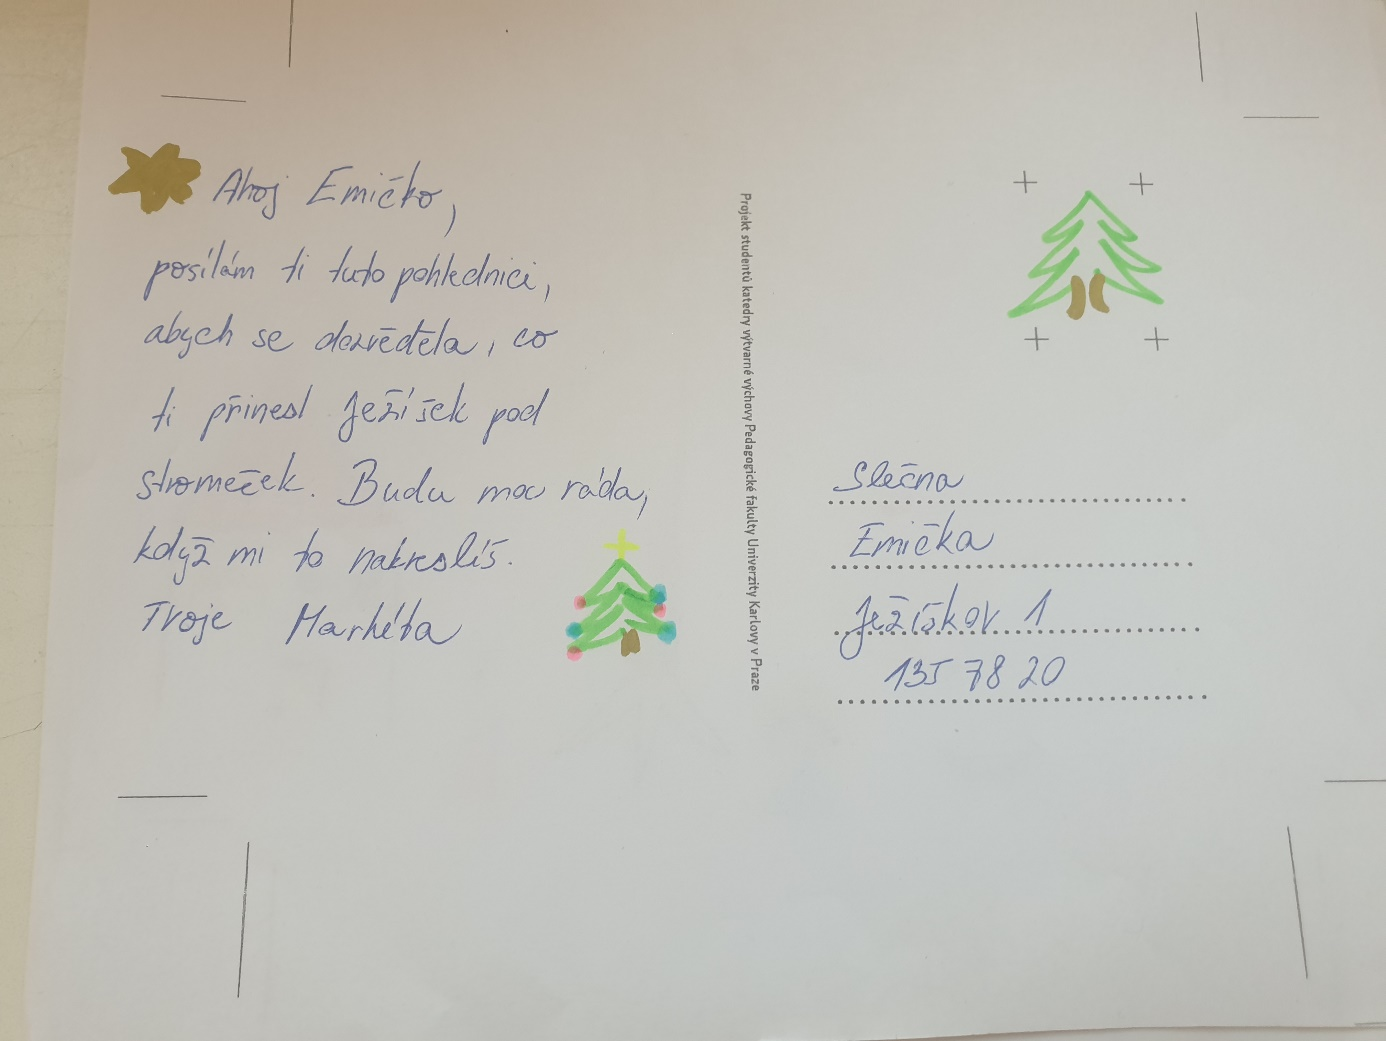 Ahoj Emičko,
posílám ti tuto pohlednici,
abych se dozvěděla, co
ti přinesl Ježíšek pod
stromeček. Budu moc ráda,
když mi to nakreslíš.
Tvoje Markéta
Projekt studentů katedry výtvarné výchovy Pedagogické fakulty Univerzity Karlovy v Praze
Slečna
Emička
Ježíškov 1
135 78 20